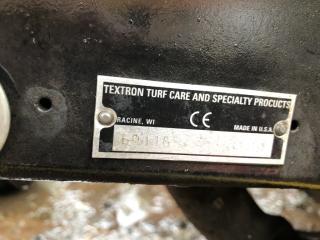 TEXTRON TURF CARE AND SPECIALTY PRODUCTS
RACINE, WI
CE
MADE IN U.S.A.